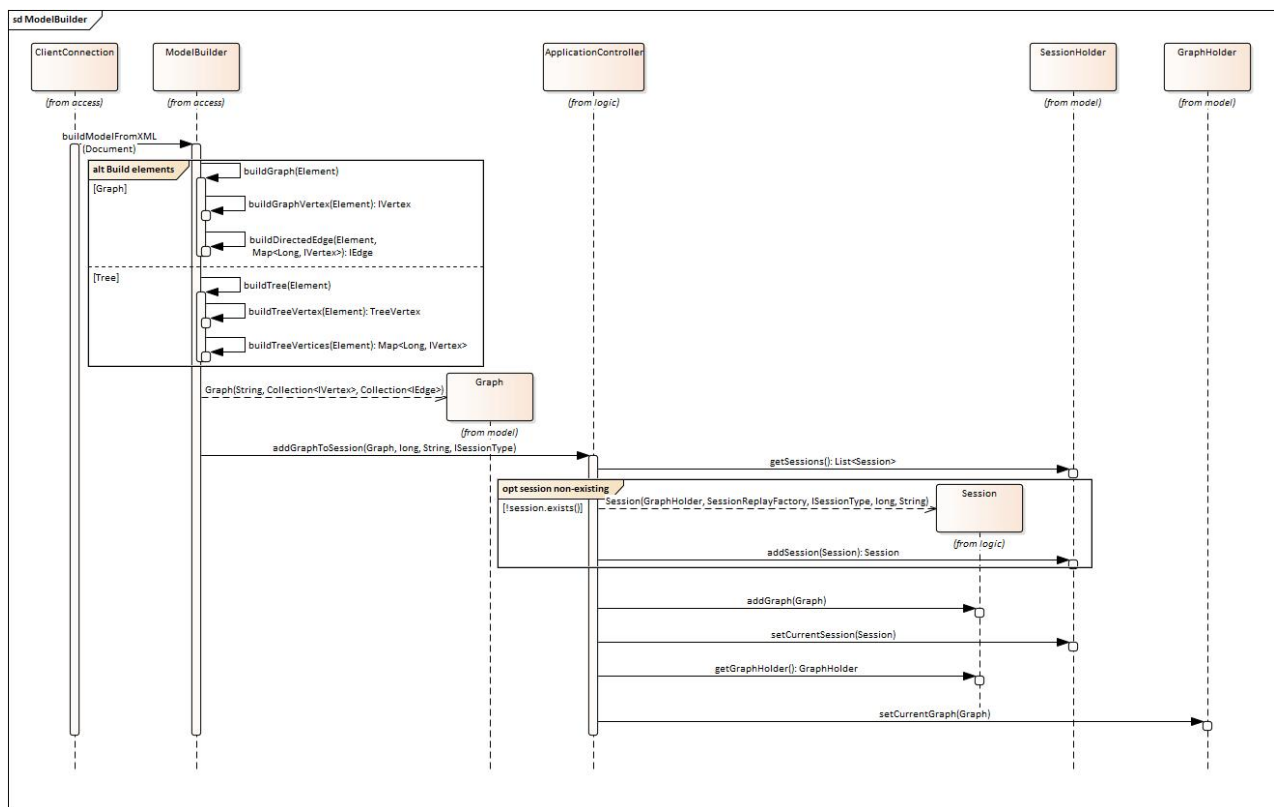 sd ModelBuilder
ClientConnection
ModelBuilder
ApplicationController
SessionHolder
GraphHolder
(from access)
(from access)
(from logic)
(from model)
(from model)
buildModelFromXML
(Document)
alt Build elements
[Graph]
buildGraph(Element)
buildGraphVertex(Element): IVertex
buildDirectedEdge(Element,
Map<Long, IVertex>): IEdge
[Tree]
buildTree(Element)
buildTreeVertex(Element): TreeVertex
buildTreeVertices(Element): Map<Long, IVertex>
Graph(String, Collection<IVertex>, Collection<IEdge>)
Graph
(from model)
addGraphToSession(Graph, long, String, ISessionType)
getSessions(): List<Session>
opt session non-existing
[!session.exists()]
Session(GraphHolder, SessionReplayFactory, ISessionType, long, String)
Session
(from logic)
addSession(Session): Session
addGraph(Graph)
setCurrentSession(Session)
getGraphHolder(): GraphHolder
setCurrentGraph(Graph)